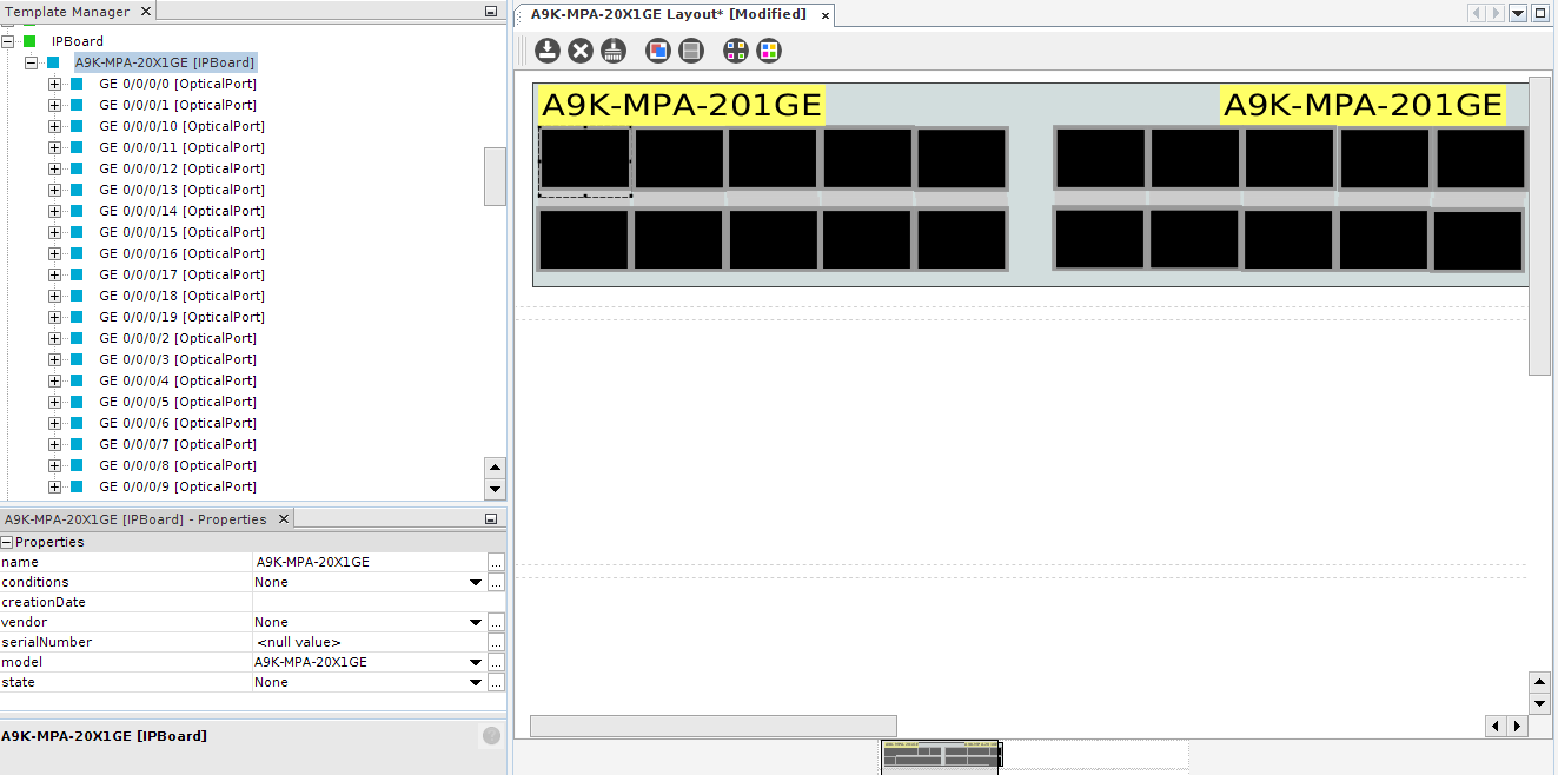 Template Manager
IPBoard
A9K-MPA-20X1GE [IPBoard]
GE 0/0/0/0 [OpticalPort]
GE 0/0/0/1 [OpticalPort]
GE 0/0/0/10 [OpticalPort]
GE 0/0/0/11 [OpticalPort]
GE 0/0/0/12 [OpticalPort]
GE 0/0/0/13 [OpticalPort]
GE 0/0/0/14 [OpticalPort]
GE 0/0/0/15 [OpticalPort]
GE 0/0/0/16 [OpticalPort]
GE 0/0/0/17 [OpticalPort]
GE 0/0/0/18 [OpticalPort]
GE 0/0/0/19 [OpticalPort]
GE 0/0/0/2 [OpticalPort]
GE 0/0/0/3 [OpticalPort]
GE 0/0/0/4 [OpticalPort]
GE 0/0/0/5 [OpticalPort]
GE 0/0/0/6 [OpticalPort]
GE 0/0/0/7 [OpticalPort]
GE 0/0/0/8 [OpticalPort]
GE 0/0/0/9 [OpticalPort]
A9K-MPA-20X1GE [IPBoard] - Properties
Properties
name A9K-MPA-20X1GE ...
conditions None ...
creationDate
vendor None ...
serialNumber <null value> ...
model A9K-MPA-20X1GE ...
state None ...
A9K-MPA-20X1GE [IPBoard]
A9K-MPA-20X1GE Layout* [Modified]
A9K-MPA-201GE
A9K-MPA-201GE